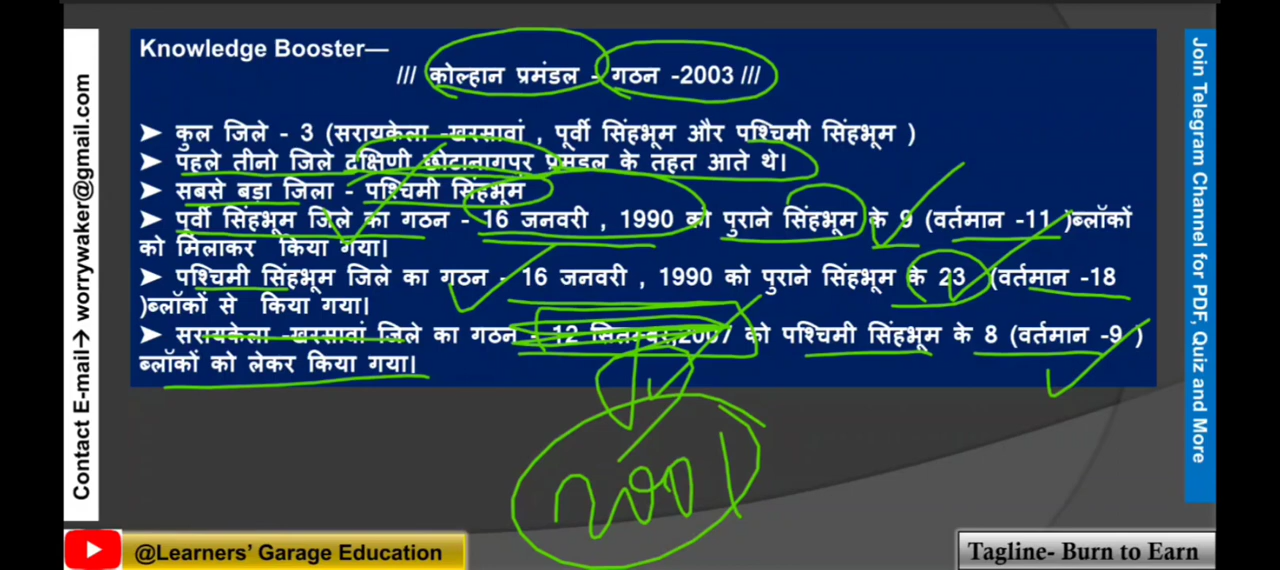 Knowledge Booster—
/// कोल्हान प्रमंडल - गठन -2003 ///
➤ कुल जिले - 3 (सरायकेला -खरसावां , पूर्वी सिंहभूम और पश्चिमी सिंहभूम )
➤ पहले तीनो जिले दक्षिणी छोटानागपुर प्रमंडल के तहत आते थे।
➤ सबसे बड़ा जिला - पश्चिमी सिंहभूम
➤ पूर्वी सिंहभूम जिले का गठन - 16 जनवरी , 1990 को पुराने सिंहभूम के 9 (वर्तमान -11 )ब्लॉकों
को मिलाकर किया गया।
➤ पश्चिमी सिंहभूम जिले का गठन - 16 जनवरी , 1990 को पुराने सिंहभूम के 23 (वर्तमान -18
)ब्लॉकों से किया गया।
➤ सरायकेला -खरसावां जिले का गठन - 12 सितम्बर,2007 को पश्चिमी सिंहभूम के 8 (वर्तमान -9 )
ब्लॉकों को लेकर किया गया।
2001
Contact E-mail→ worrywaker@gmail.com
Join Telegram Channel for PDF, Quiz and More
@Learners' Garage Education
Tagline- Burn to Earn